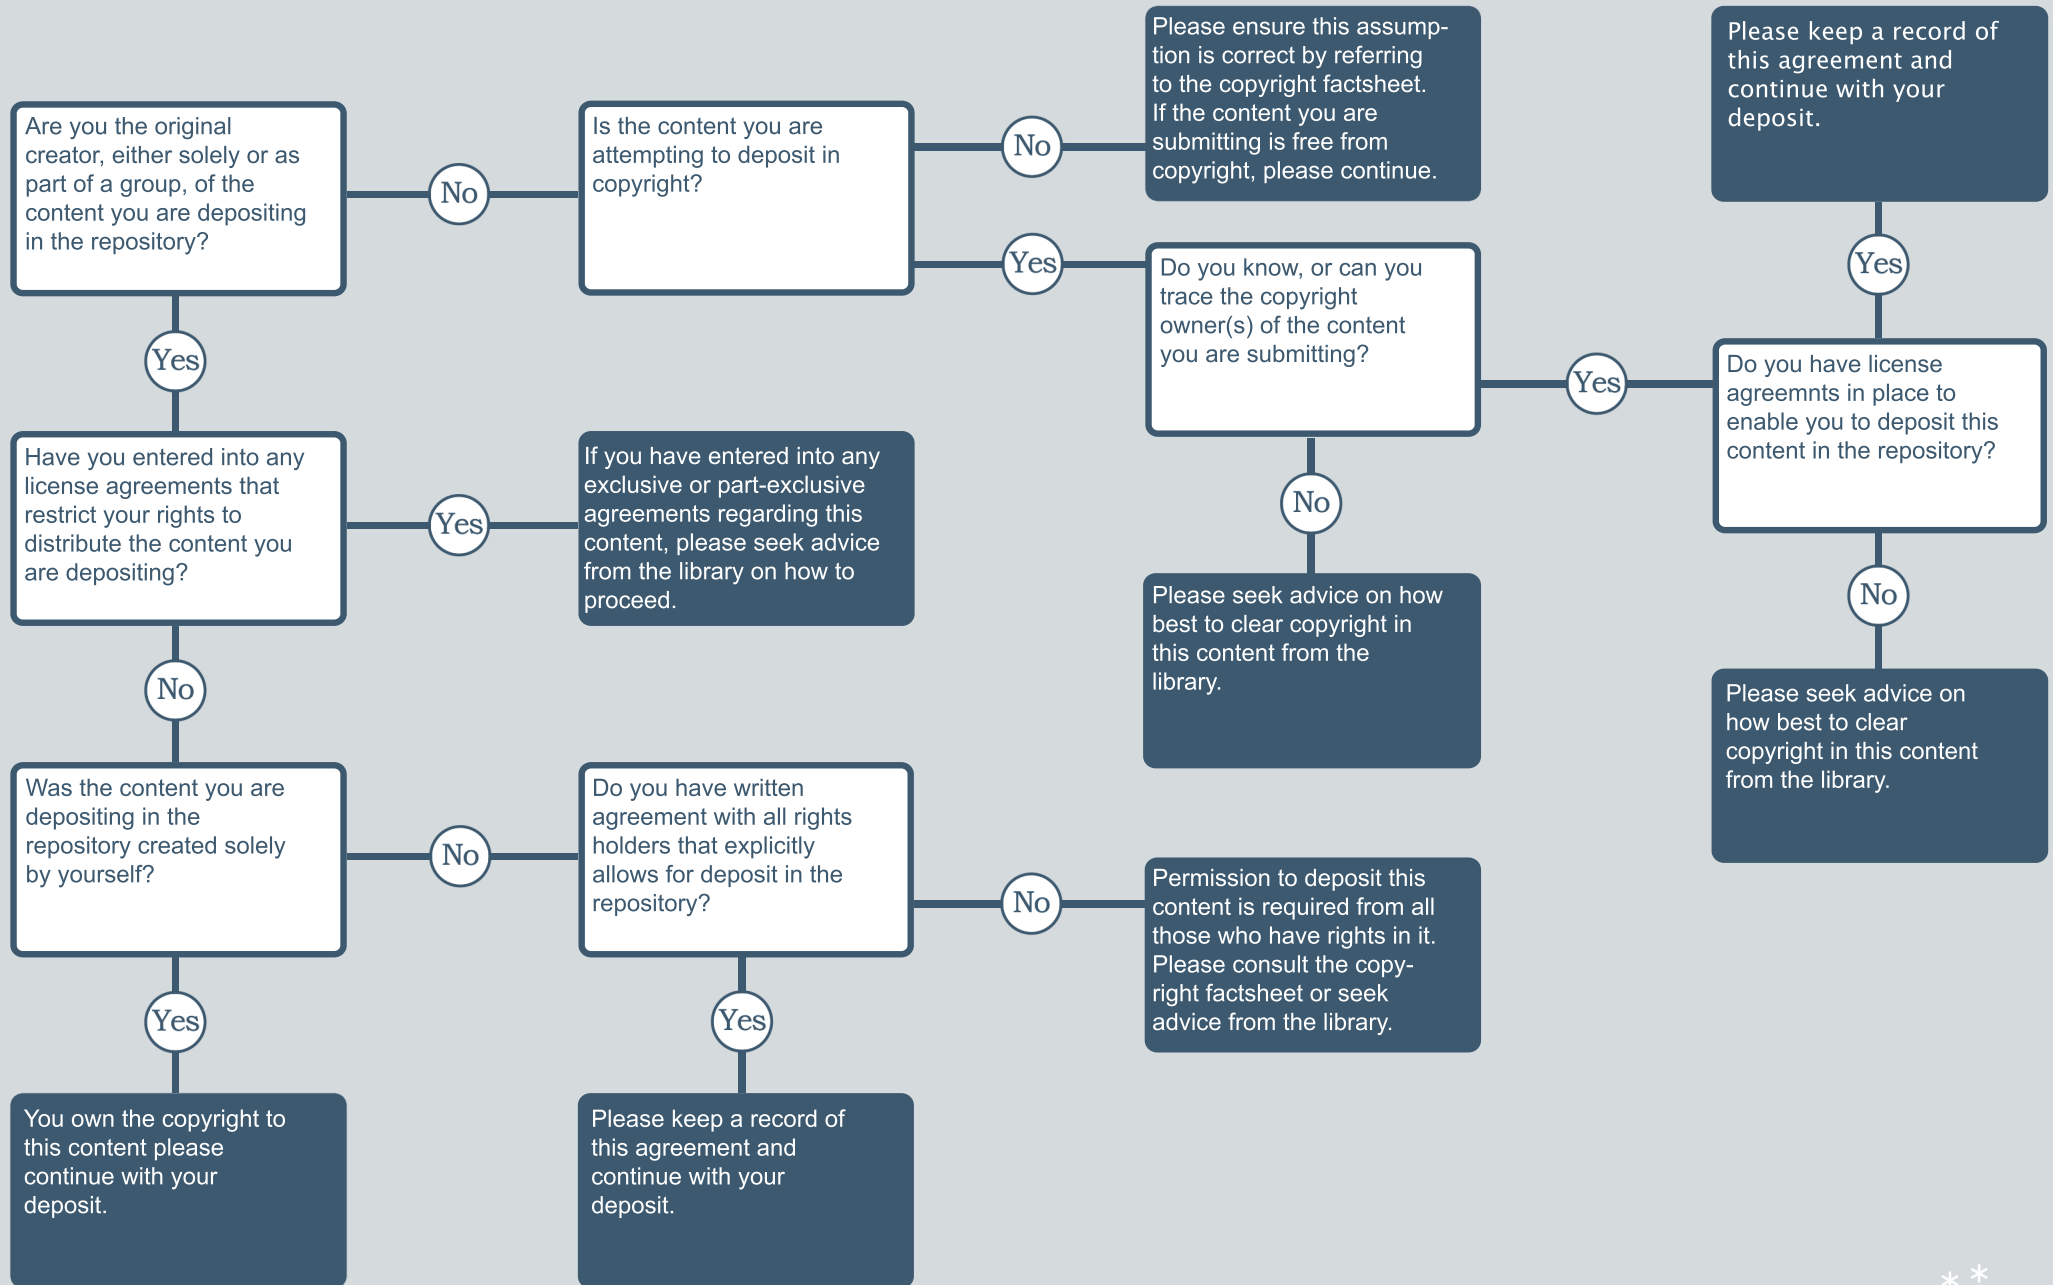 Are you the original
creator, either solely or as
part of a group, of the
content you are depositing
in the repository?
No
Is the content you are
attempting to deposit in
copyright?
No
Please ensure this assump-
tion is correct by referring
to the copyright factsheet.
If the content you are
submitting is free from
copyright, please continue.
Yes
Do you know, or can you
trace the copyright
owner(s) of the content
you are submitting?
Yes
Do you have license
agreemnts in place to
enable you to deposit this
content in the repository?
Yes
Please keep a record of
this agreement and
continue with your
deposit.
No
Please seek advice on
how best to clear
copyright in this content
from the library.
No
Please seek advice on how
best to clear copyright in
this content from the
library.
Yes
Have you entered into any
license agreements that
restrict your rights to
distribute the content you
are depositing?
Yes
If you have entered into any
exclusive or part-exclusive
agreements regarding this
content, please seek advice
from the library on how to
proceed.
No
Was the content you are
depositing in the
repository created solely
by yourself?
No
Do you have written
agreement with all rights
holders that explicitly
allows for deposit in the
repository?
No
Permission to deposit this
content is required from all
those who have rights in it.
Please consult the copy-
right factsheet or seek
advice from the library.
Yes
You own the copyright to
this content please
continue with your
deposit.
Yes
Please keep a record of
this agreement and
continue with your
deposit.
**